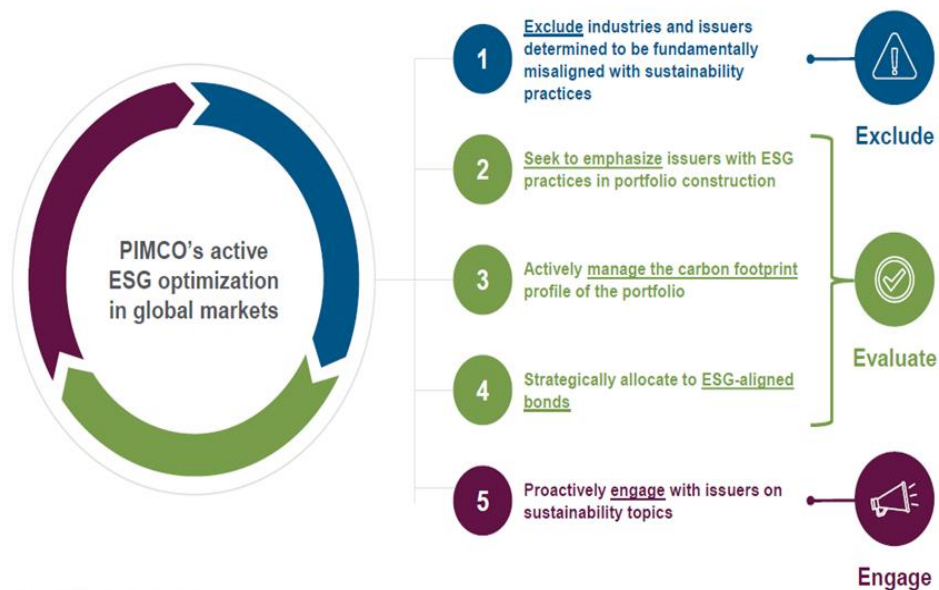 PIMCO's active
ESG optimization
in global markets
1
Exclude industries and issuers
determined to be fundamentally
misaligned with sustainability
practices
Exclude
2
Seek to emphasize issuers with ESG
practices in portfolio construction
3
Actively manage the carbon footprint
profile of the portfolio
4
Strategically allocate to ESG-aligned
bonds
Evaluate
5
Proactively engage with issuers on
sustainability topics
Engage